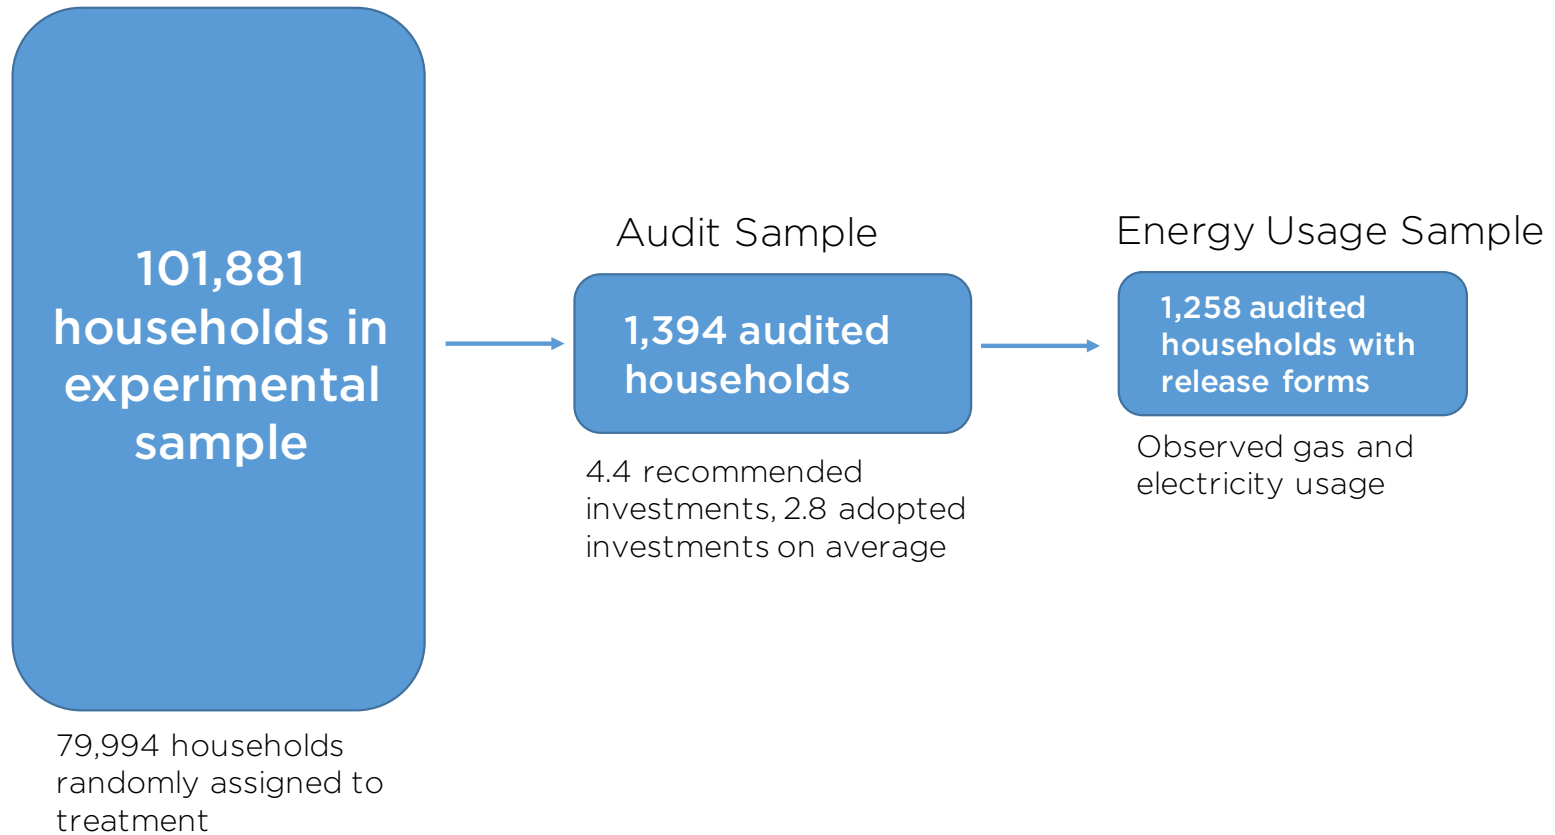 101,881
households in
experimental
sample
79,994 households
randomly assigned to
treatment
Audit Sample
1,394 audited
households
4.4 recommended
investments, 2.8 adopted
investments on average
Energy Usage Sample
1,258 audited
households with
release forms
Observed gas and
electricity usage